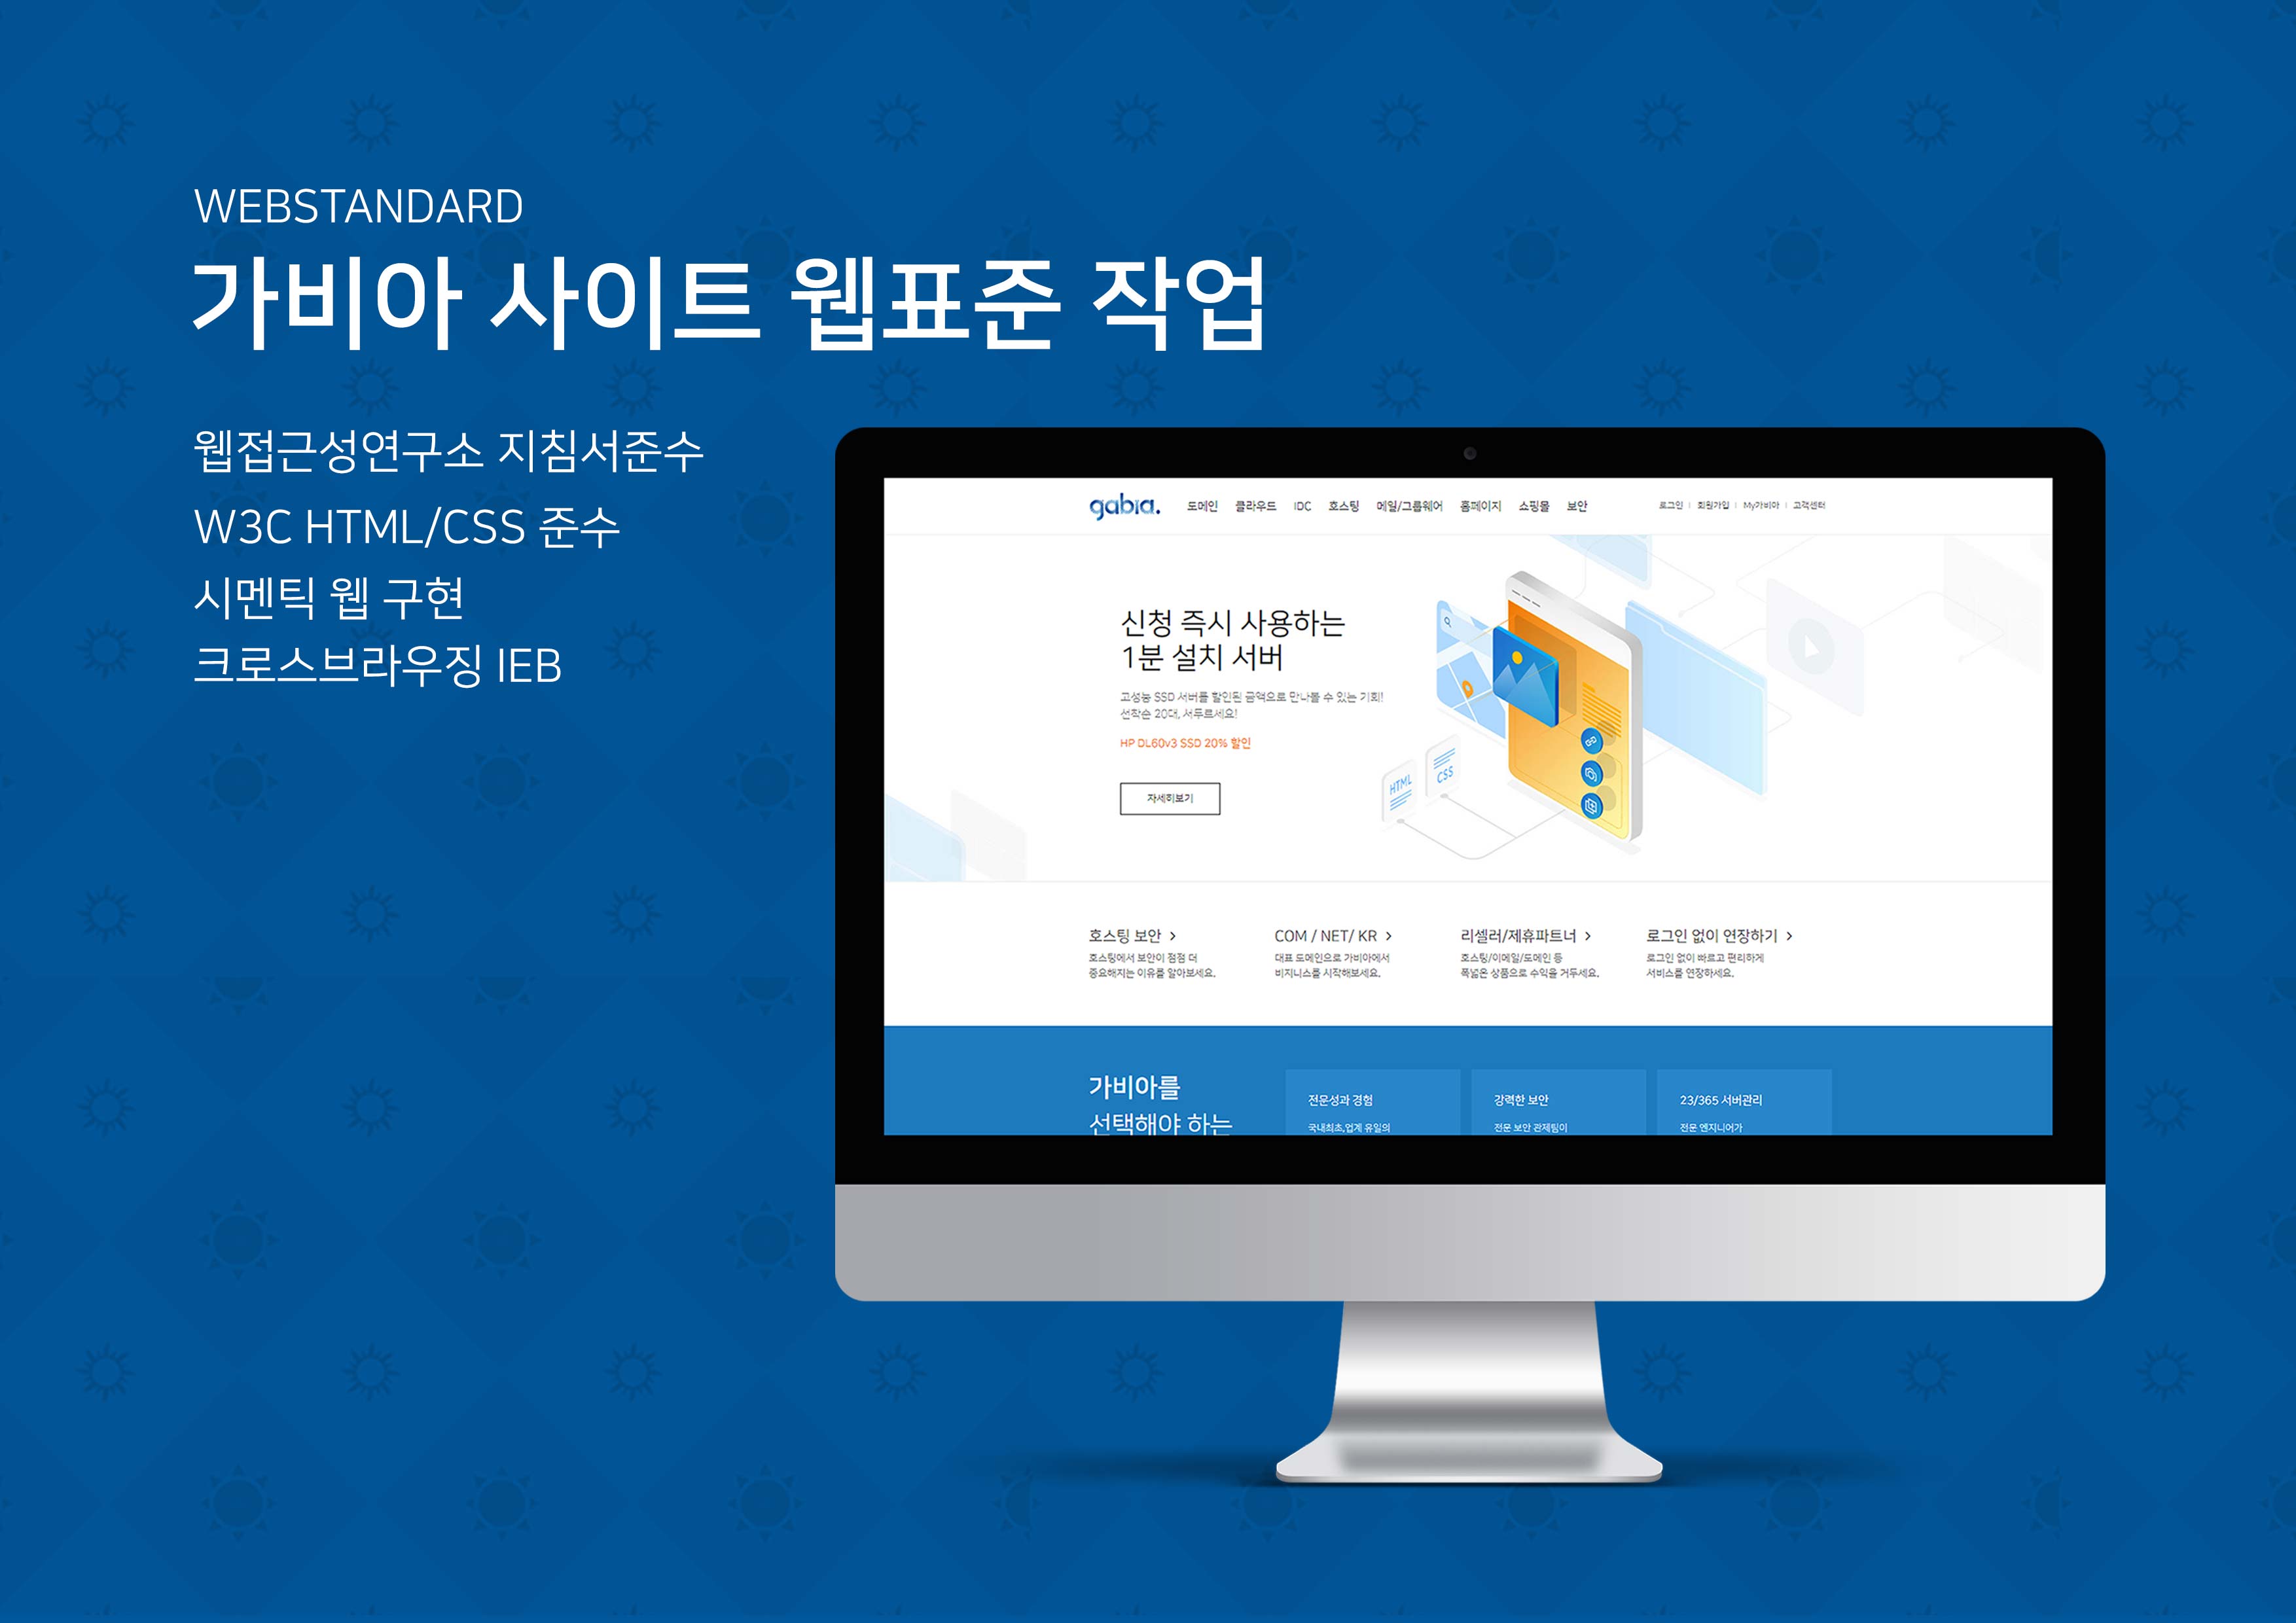 WEBSTANDARD
가비아 사이트 웹표준 작업
웹접근성연구소 지침서준수
W3C HTML/CSS 준수
시멘틱 웹 구현
크로스브라우징 IEB
gabia. 도메인 클라우드 IDC 호스팅 메일/그룹웨어 홈페이지 쇼핑몰 보안 로그인 | 회원가입 | My가비아 | 고객센터
신청 즉시 사용하는
1분 설치 서버
고성능 SSD 서버를 할인된 금액으로 만나볼 수 있는 기회!
선착순 20대, 서두르세요!
HP DL60v3 SSD 20% 할인
자세히보기
HTML
CSS
호스팅 보안 >
호스팅에서 보안이 점점 더
중요해지는 이유를 알아보세요.
COM / NET/ KR >
대표 도메인으로 가비아에서
비지니스를 시작해보세요.
리셀러/제휴파트너 >
호스팅/이메일/도메인 등
폭넓은 상품으로 수익을 거두세요.
로그인 없이 연장하기 >
로그인 없이 빠르고 편리하게
서비스를 연장하세요.
가비아를
선택해야 하는
전문성과 경험
국내최초,업계 유일의
강력한 보안
전문 보안 관제팀이
23/365 서버관리
전문 엔지니어가